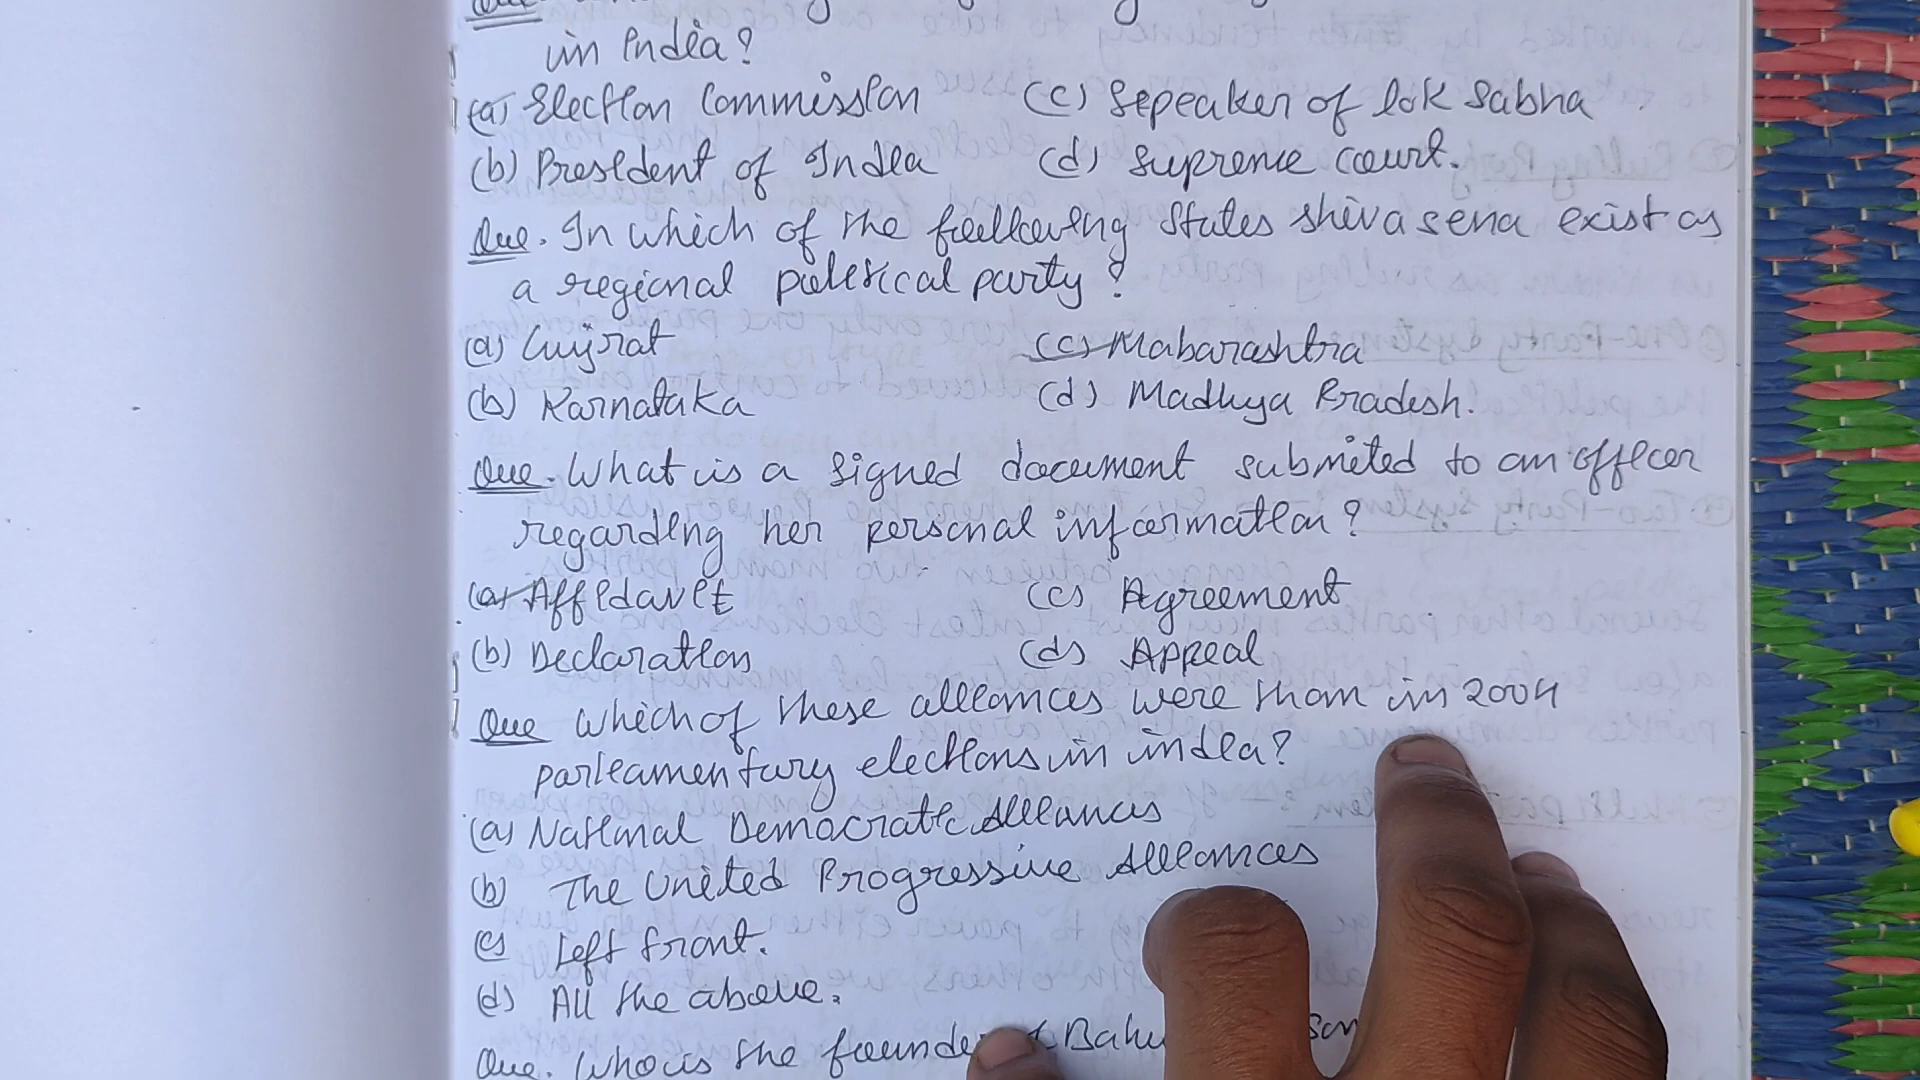 in India?
(a) Election Commission (c) Sepeaker of lok Sabha
(b) President of India (d) Supreme court.
Que. In which of the following States shiva sena exist as
a regional political party?
(a) Gujrat (c) Maharashtra
(b) Karnataka (d) Madhya Pradesh.
Que. What is a signed document submited to an officer
regarding her personal information?
(a) Affidavit (c) Agreement
(b) Declaration (d) Appeal
Que Which of these alliances were tham in 2004
parliamentary elections in india?
(a) National Democratic Alliances
(b) The United Progressive Alliances
(c) Left front.
(d) All the above.
Que. Who is the founde